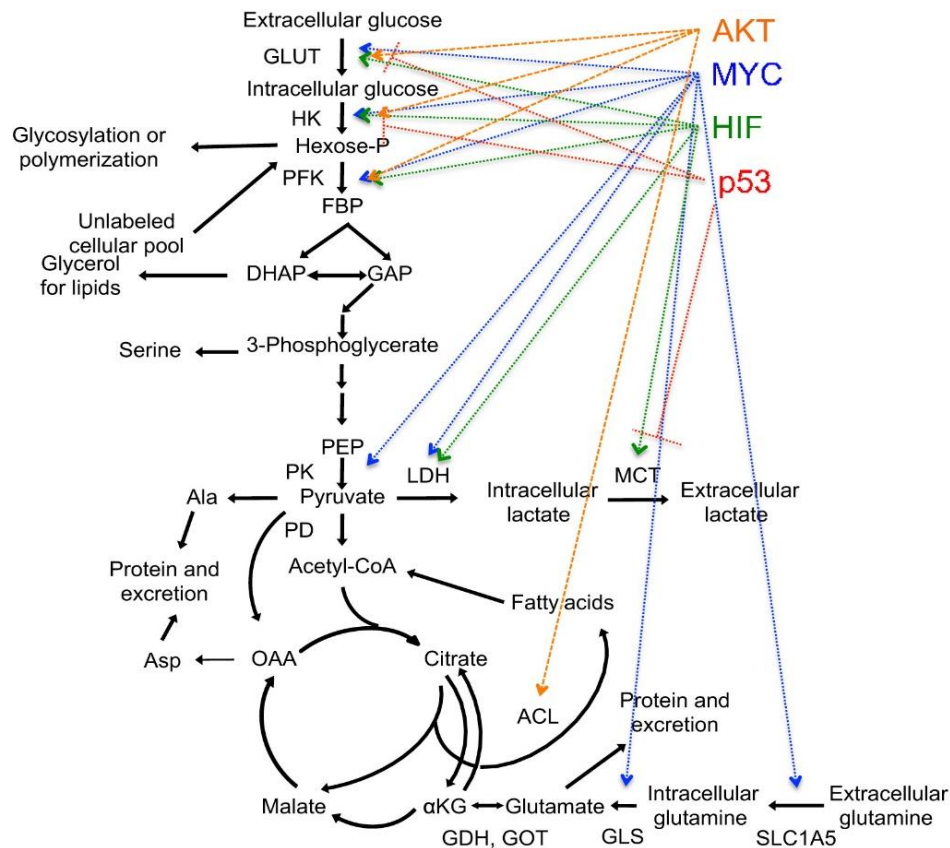 Extracellular glucose
AKT
GLUT
MYC
Intracellular glucose
HK
HIF
Glycosylation or
polymerization
Hexose-P
PFK
p53
FBP
Unlabeled
cellular pool
Glycerol
for lipids
DHAP
GAP
Serine
3-Phosphoglycerate
PEP
PK
LDH
MCT
Ala
Pyruvate
Intracellular
lactate
Extracellular
lactate
PD
Acetyl-CoA
Protein and
excretion
Fatty acids
Asp
OAA
Citrate
ACL
Protein and
excretion
Malate
αKG
Glutamate
Intracellular
glutamine
Extracellular
glutamine
GDH, GOT
GLS
SLC1A5